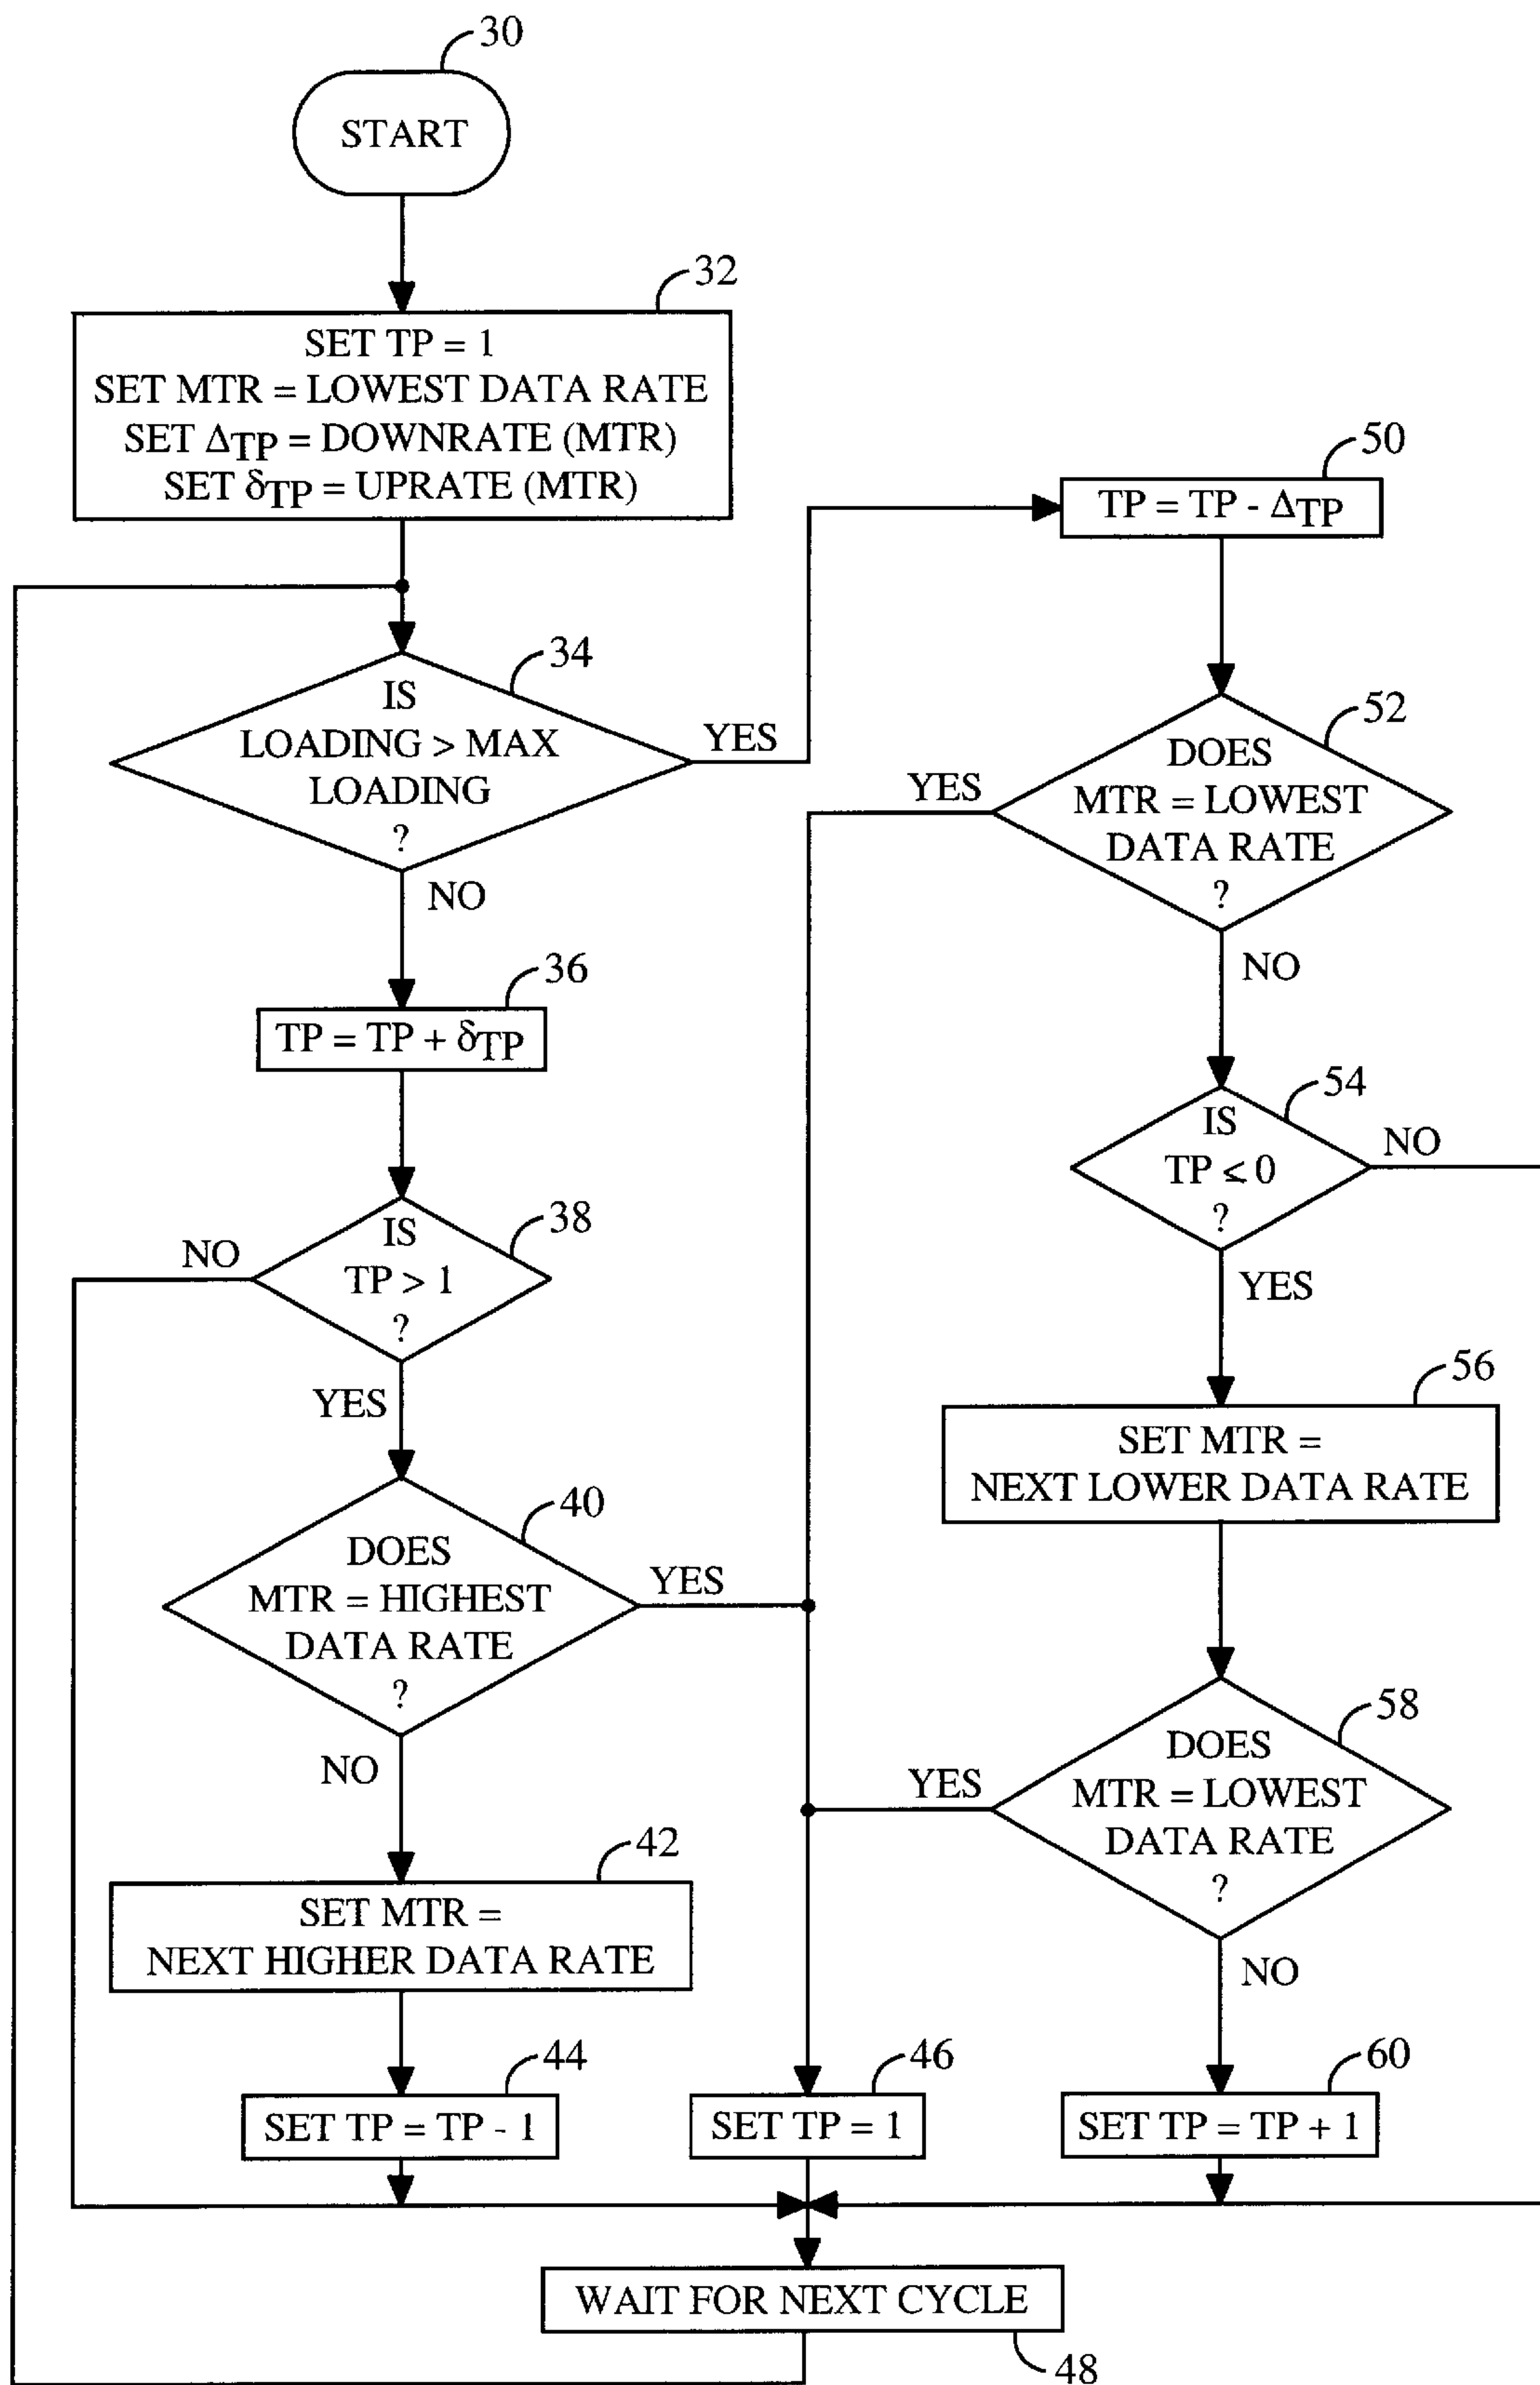 30
START
32
SET TP = 1
SET MTR = LOWEST DATA RATE
SET ΔTP = DOWNRATE (MTR)
SET δTP = UPRATE (MTR)
34
IS
LOADING > MAX
LOADING
?
YES
NO
36
TP = TP + δTP
38
IS
TP > 1
?
NO
YES
40
DOES
MTR = HIGHEST
DATA RATE
?
YES
NO
42
SET MTR =
NEXT HIGHER DATA RATE
44
SET TP = TP - 1
46
SET TP = 1
50
TP = TP - ΔTP
52
DOES
MTR = LOWEST
DATA RATE
?
YES
NO
54
IS
TP ≤ 0
?
NO
YES
56
SET MTR =
NEXT LOWER DATA RATE
58
DOES
MTR = LOWEST
DATA RATE
?
YES
NO
60
SET TP = TP + 1
WAIT FOR NEXT CYCLE
48